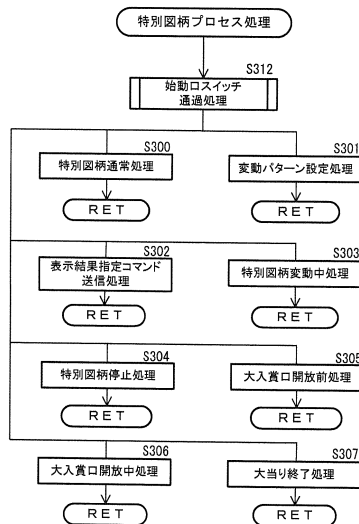 特別図柄プロセス処理
S312
始動口スイッチ
通過処理
S300
特別図柄通常処理
RET
S301
変動パターン設定処理
RET
S302
表示結果指定コマンド
送信処理
RET
S303
特別図柄変動中処理
RET
S304
特別図柄停止処理
RET
S305
大入賞口開放前処理
RET
S306
大入賞口開放中処理
RET
S307
大当り終了処理
RET